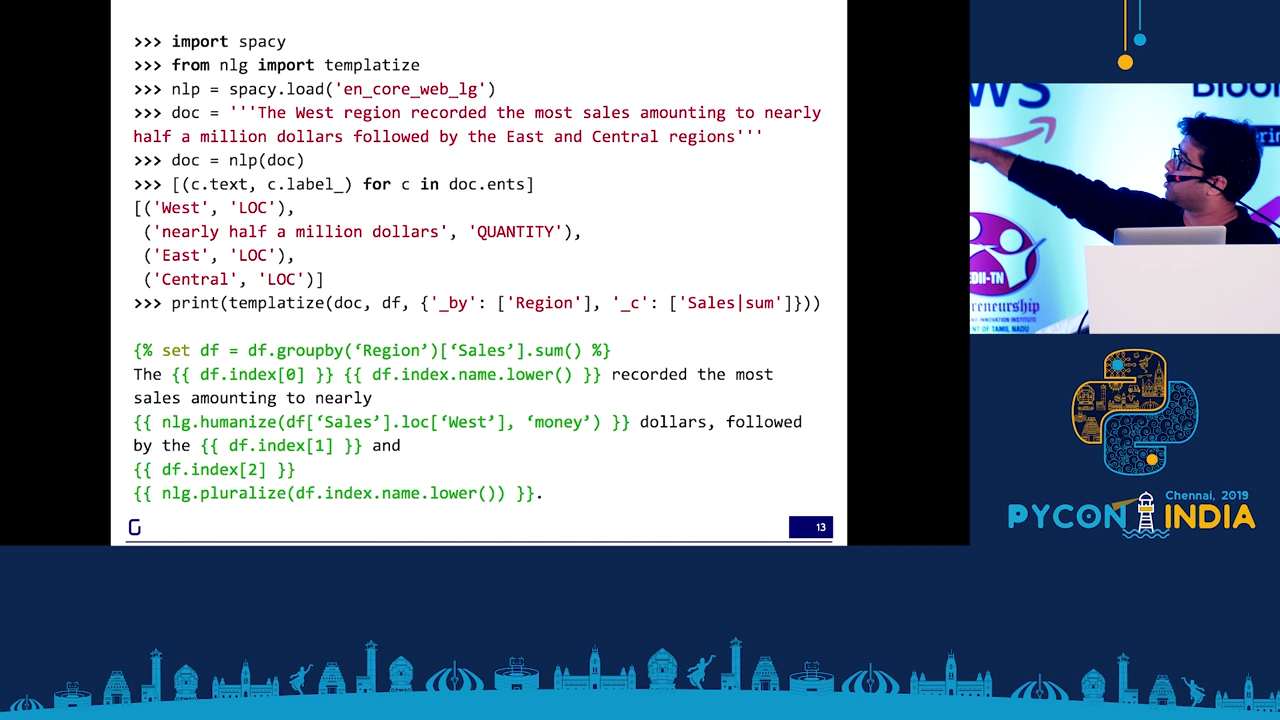 >>> import spacy
>>> from nlg import templatize
>>> nlp = spacy.load('en_core_web_lg')
>>> doc = '''The West region recorded the most sales amounting to nearly
half a million dollars followed by the East and Central regions'''
>>> doc = nlp(doc)
>>> [(c.text, c.label_) for c in doc.ents]
[('West', 'LOC'),
('nearly half a million dollars', 'QUANTITY'),
('East', 'LOC'),
('Central', 'LOC')]
>>> print(templatize(doc, df, {'_by': ['Region'], '_c': ['Sales|sum']}))
{% set df = df.groupby(‘Region’)[‘Sales’].sum() %}
The {{ df.index[0] }} {{ df.index.name.lower() }} recorded the most
sales amounting to nearly
{{ nlg.humanize(df[‘Sales’].loc[‘West’], ‘money’) }} dollars, followed
by the {{ df.index[1] }} and
{{ df.index[2] }}
{{ nlg.pluralize(df.index.name.lower()) }}.
13
EDII-TN
Chennai, 2019
PYCON INDIA